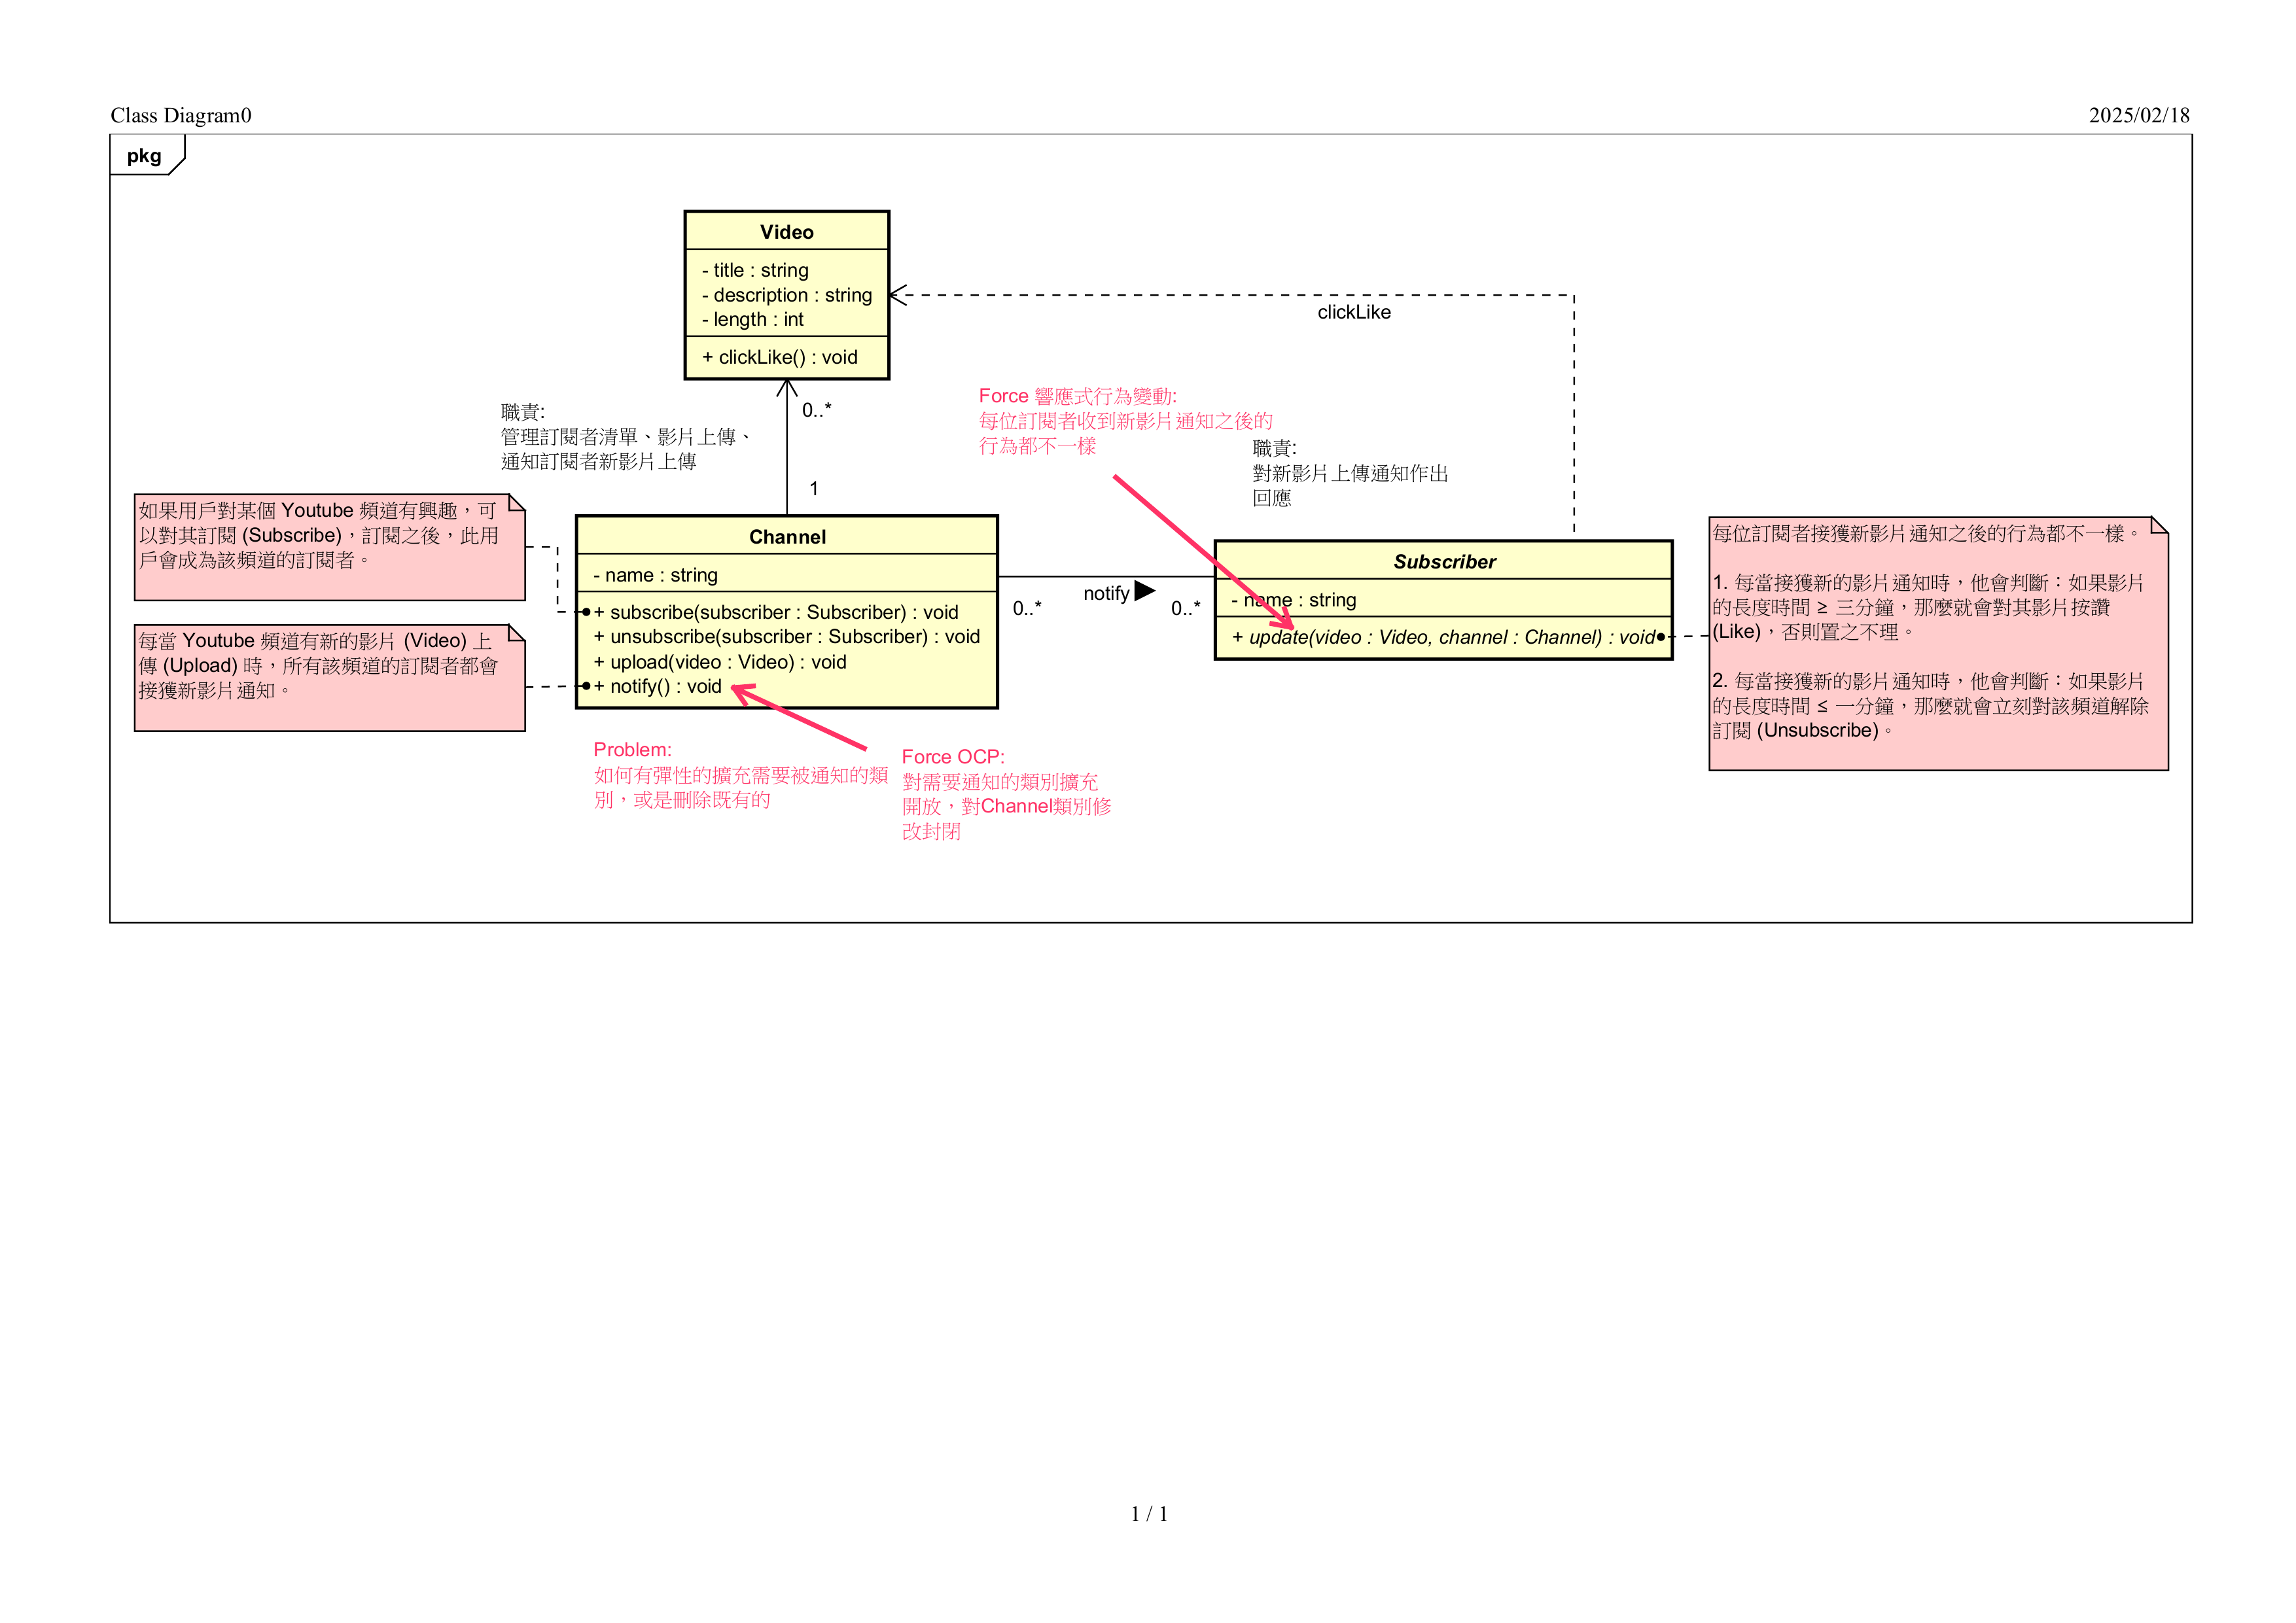 Class Diagram0
2025/02/18
pkg
Video
- title : string
- description : string
- length : int
+ clickLike() : void
clickLike
0..*
1
職責:
管理訂閱者清單、影片上傳、
通知訂閱者新影片上傳
Force 響應式行為變動:
每位訂閱者收到新影片通知之後的
行為都不一樣
職責:
對新影片上傳通知作出
回應
如果用戶對某個 Youtube 頻道有興趣，可
以對其訂閱 (Subscribe)，訂閱之後，此用
戶會成為該頻道的訂閱者。
每當 Youtube 頻道有新的影片 (Video) 上
傳 (Upload) 時，所有該頻道的訂閱者都會
接獲新影片通知。
Channel
- name : string
+ subscribe(subscriber : Subscriber) : void
+ unsubscribe(subscriber : Subscriber) : void
+ upload(video : Video) : void
+ notify() : void
0..*
notify
0..*
Subscriber
- name : string
+ update(video : Video, channel : Channel) : void
每位訂閱者接獲新影片通知之後的行為都不一樣。
1. 每當接獲新的影片通知時，他會判斷：如果影片
的長度時間 ≥ 三分鐘，那麼就會對其影片按讚
(Like)，否則置之不理。
2. 每當接獲新的影片通知時，他會判斷：如果影片
的長度時間 ≤ 一分鐘，那麼就會立刻對該頻道解除
訂閱 (Unsubscribe)。
Problem:
如何有彈性的擴充需要被通知的類
別，或是刪除既有的
Force OCP:
對需要通知的類別擴充
開放，對Channel類別修
改封閉
1 / 1